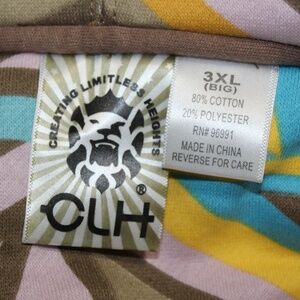 CREATING LIMITLESS HEIGHTS
®
CLH
3XL
(BIG)
80% COTTON
20% POLYESTER
RN# 96991
MADE IN CHINA
REVERSE FOR CARE